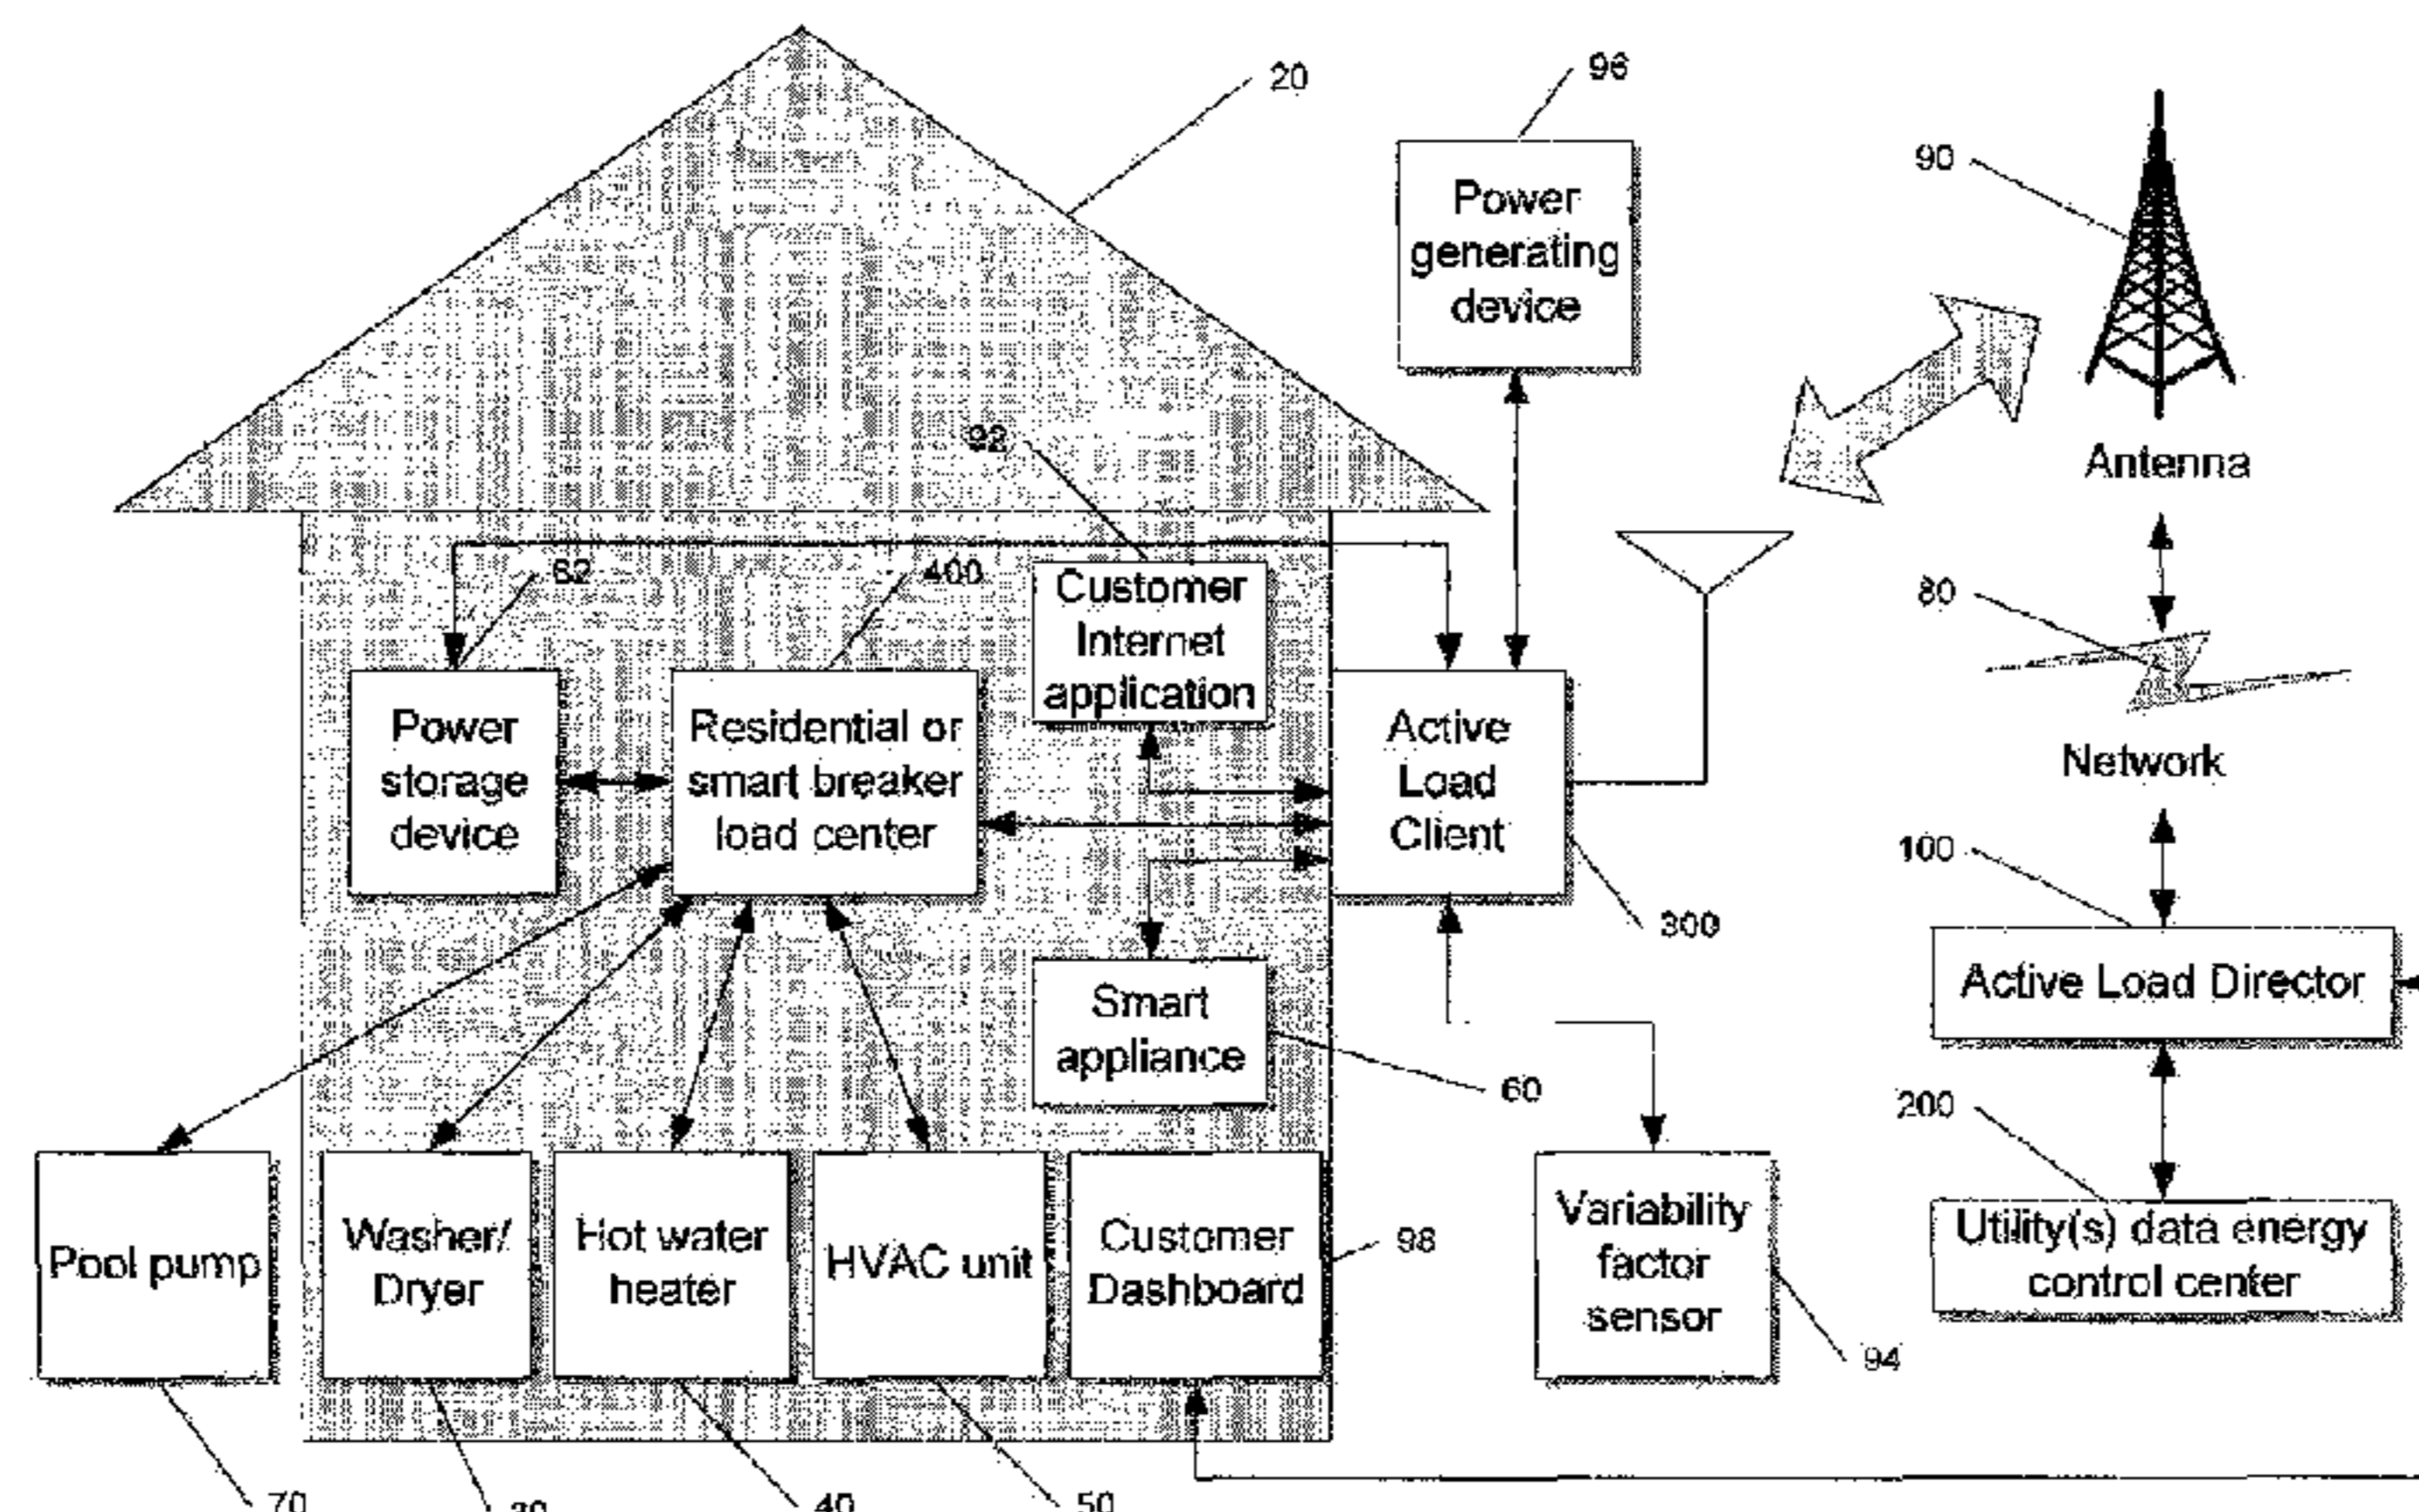 20
96
Power
generating
device
90
Antenna
92
62
400
Customer
Internet
application
80
Power
storage
device
Residential or
smart breaker
load center
Active
Load
Client
Network
100
300
Active Load Director
Smart
appliance
60
200
Pool pump
Washer/
Dryer
Hot water
heater
HVAC unit
Customer
Dashboard
98
Variability
factor
sensor
94
Utility(s) data energy
control center
70
40
50